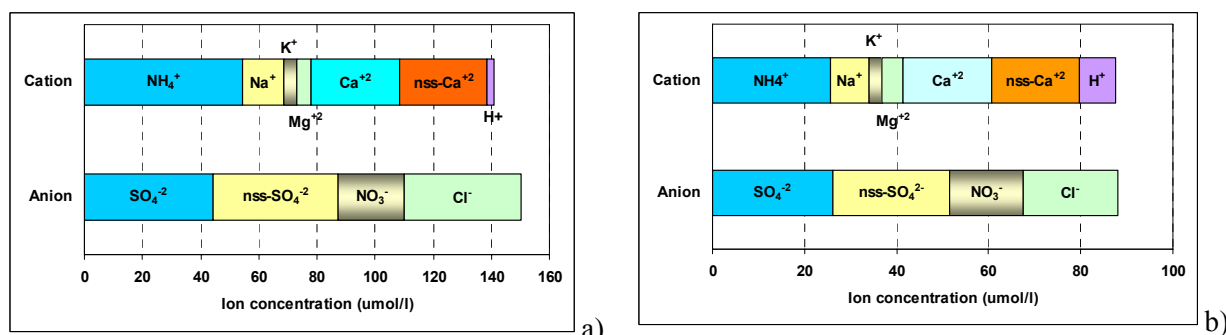 K+
Cation NH4+ Na+ Ca+2 nss-Ca+2
Mg+2 H+
Anion SO4-2 nss-SO4-2 NO3- Cl-
0 20 40 60 80 100 120 140 160
Ion concentration (umol/l)
a)
K+
Cation NH4+ Na+ Ca+2 nss-Ca+2 H+
Mg+2
Anion SO4-2 nss-SO42- NO3- Cl-
0 20 40 60 80 100
Ion concentration (umol/l)
b)